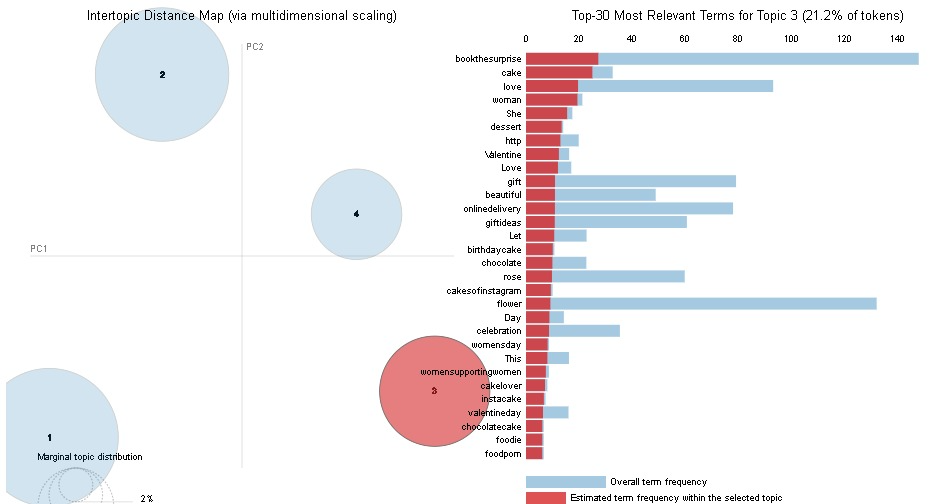 Intertopic Distance Map (via multidimensional scaling)
PC2
2
4
PC1
3
1
Marginal topic distribution
2%
Top-30 Most Relevant Terms for Topic 3 (21.2% of tokens)
0 20 40 60 80 100 120 140
bookthesurprise
cake
love
woman
She
dessert
http
Valentine
Love
gift
beautiful
onlinedelivery
giftideas
Let
birthdaycake
chocolate
rose
cakesofinstagram
flower
Day
celebration
womensday
This
womensupportingwomen
cakelover
instacake
valentineday
chocolatecake
foodie
foodporn
Overall term frequency
Estimated term frequency within the selected topic